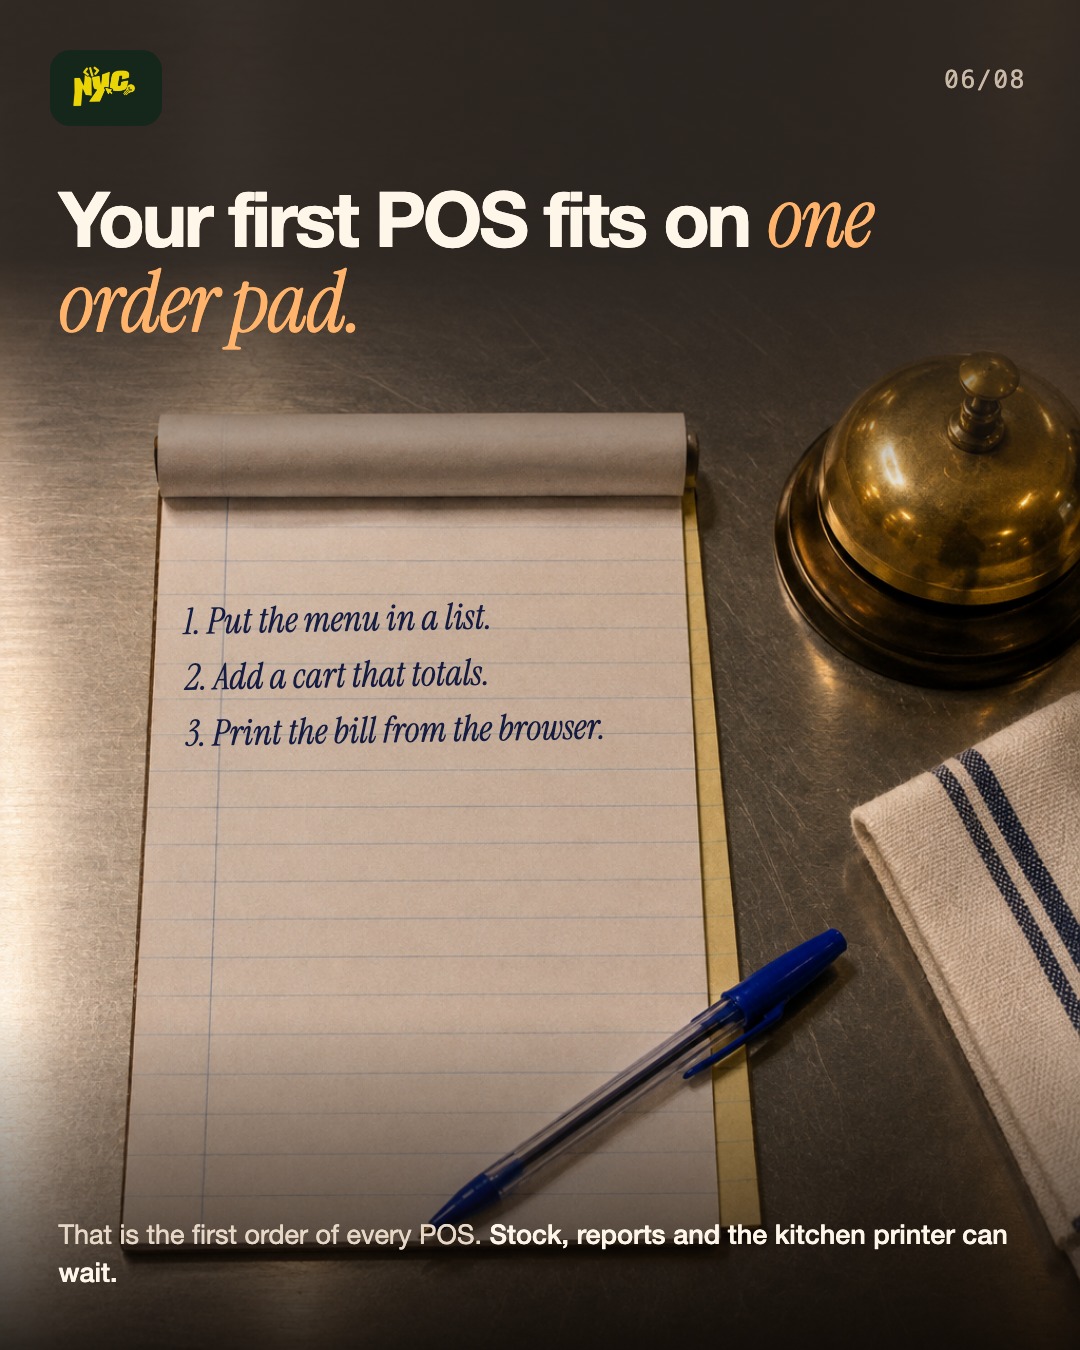 NYC
06/08
Your first POS fits on one
order pad.
1. Put the menu in a list.
2. Add a cart that totals.
3. Print the bill from the browser.
That is the first order of every POS. Stock, reports and the kitchen printer can
wait.